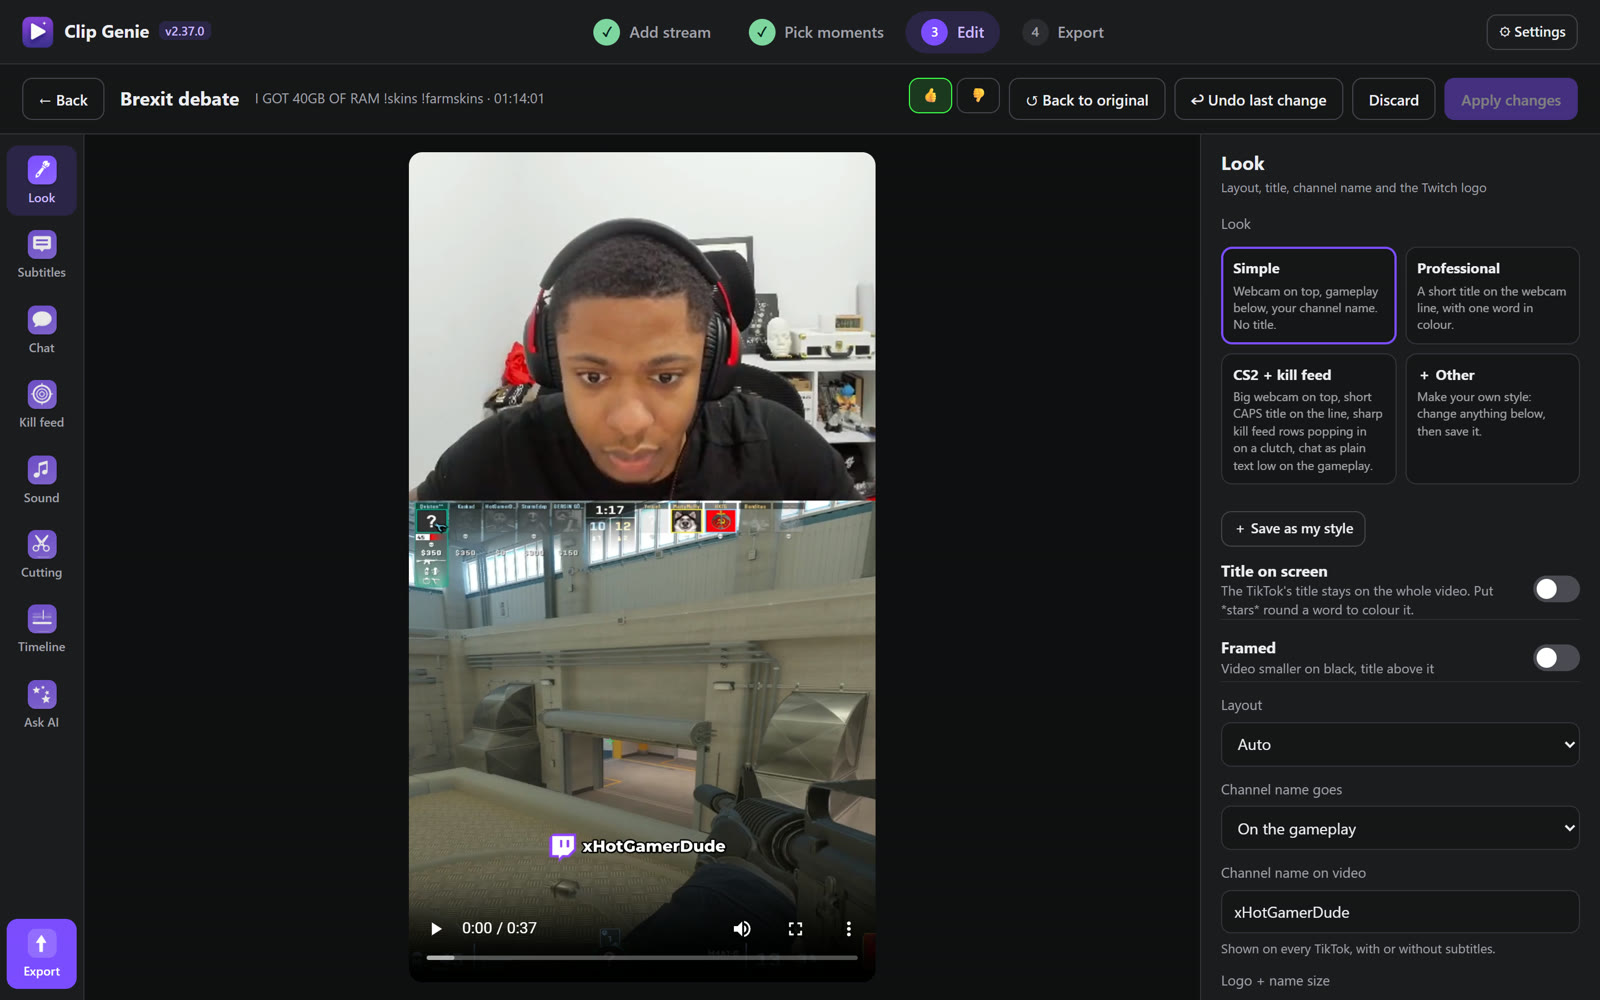 Clip Genie v2.37.0
Add stream
Pick moments
3 Edit
4 Export
Settings
← Back
Brexit debate
I GOT 40GB OF RAM !skins !farmskins · 01:14:01
↺ Back to original
↩ Undo last change
Discard
Apply changes
Look
Subtitles
Chat
Kill feed
Sound
Cutting
Timeline
Ask AI
Export
1:17
10 12
?
$350
$350
$150
xHotGamerDude
0:00 / 0:37
Look
Layout, title, channel name and the Twitch logo
Look
Simple
Webcam on top, gameplay
below, your channel name.
No title.
Professional
A short title on the webcam
line, with one word in
colour.
CS2 + kill feed
Big webcam on top, short
CAPS title on the line, sharp
kill feed rows popping in
on a clutch, chat as plain
text low on the gameplay.
+ Other
Make your own style:
change anything below,
then save it.
+ Save as my style
Title on screen
The TikTok's title stays on the whole video. Put
*stars* round a word to colour it.
Framed
Video smaller on black, title above it
Layout
Auto
Channel name goes
On the gameplay
Channel name on video
xHotGamerDude
Shown on every TikTok, with or without subtitles.
Logo + name size